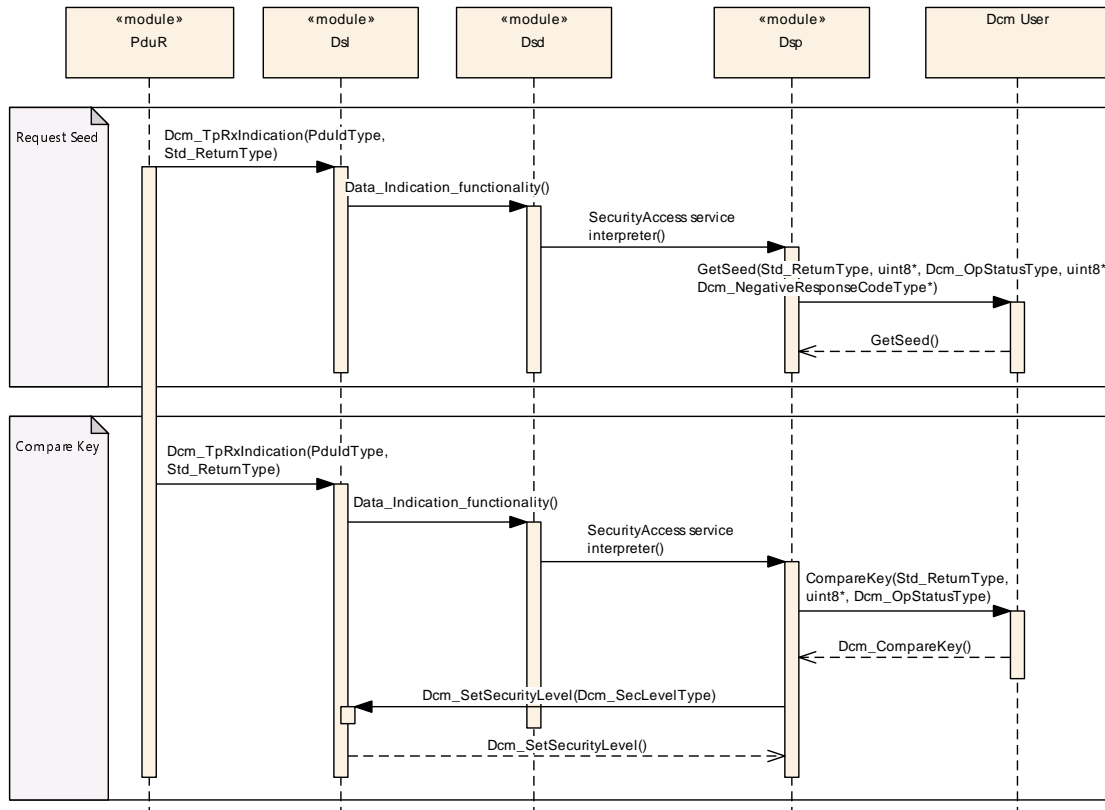 «module»
PduR
«module»
Dsl
«module»
Dsd
«module»
Dsp
Dcm User
Request Seed
Dcm_TpRxIndication(PduIdType,
Std_ReturnType)
Data_Indication_functionality()
SecurityAccess service
interpreter()
GetSeed(Std_ReturnType, uint8*, Dcm_OpStatusType, uint8*
Dcm_NegativeResponseCodeType*)
GetSeed()
Compare Key
Dcm_TpRxIndication(PduIdType,
Std_ReturnType)
Data_Indication_functionality()
SecurityAccess service
interpreter()
CompareKey(Std_ReturnType,
uint8*, Dcm_OpStatusType)
Dcm_CompareKey()
Dcm_SetSecurityLevel(Dcm_SecLevelType)
Dcm_SetSecurityLevel()